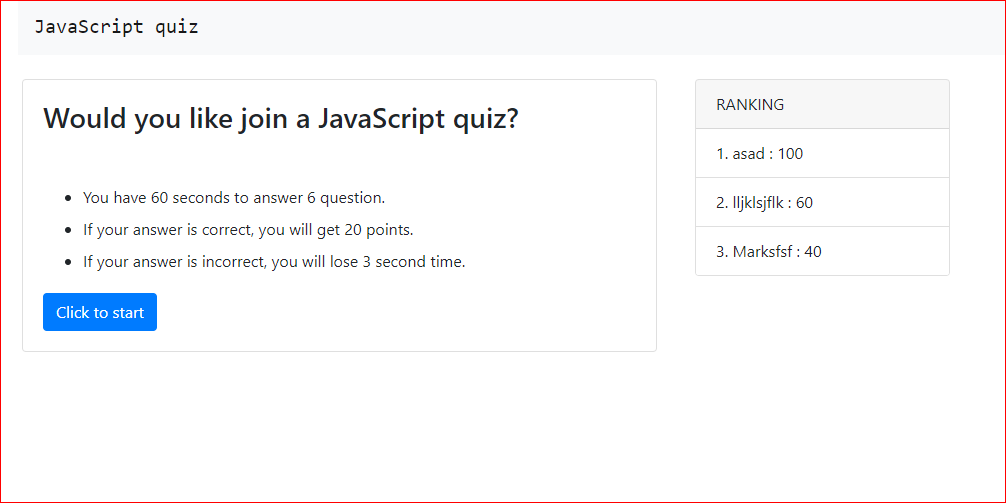 JavaScript quiz
Would you like join a JavaScript quiz?
You have 60 seconds to answer 6 question.
If your answer is correct, you will get 20 points.
If your answer is incorrect, you will lose 3 second time.
Click to start
RANKING
1. asad : 100
2. lljklsjflk : 60
3. Marksfsf : 40